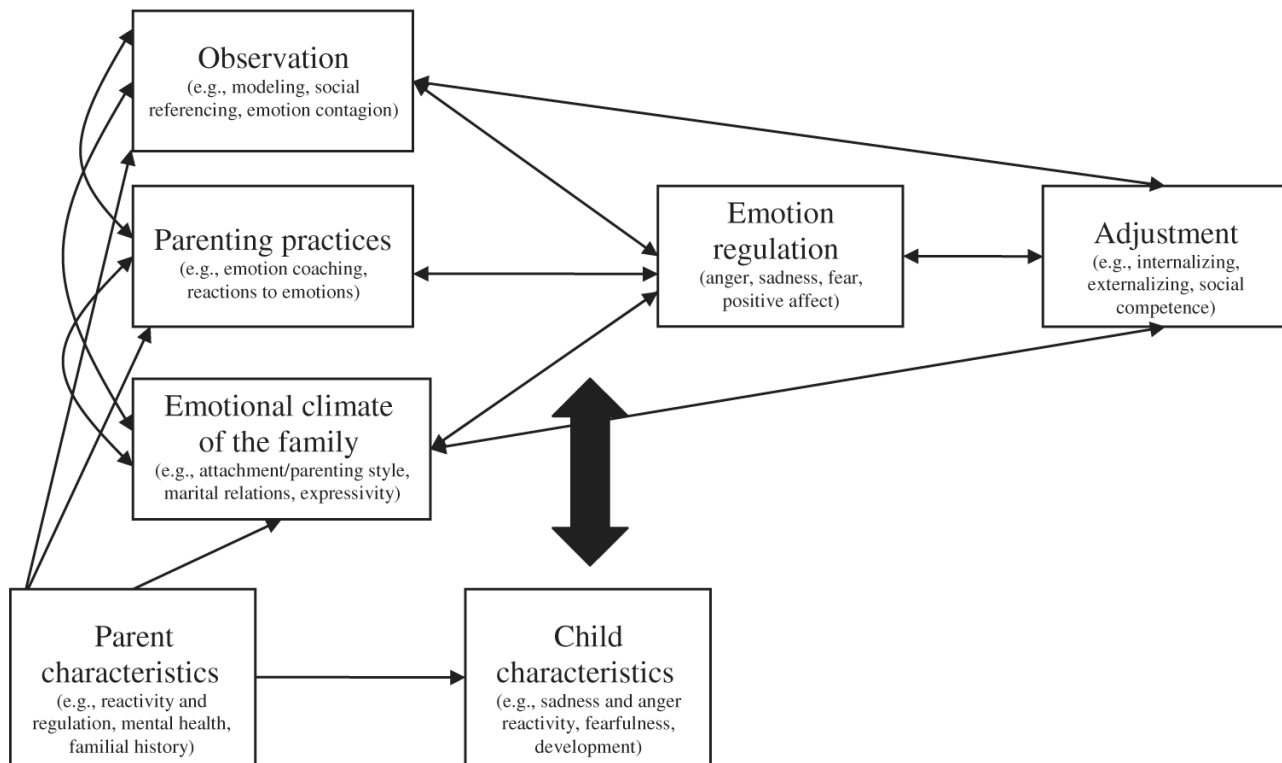 Observation
(e.g., modeling, social
referencing, emotion contagion)
Parenting practices
(e.g., emotion coaching,
reactions to emotions)
Emotion
regulation
(anger, sadness, fear,
positive affect)
Adjustment
(e.g., internalizing,
externalizing, social
competence)
Emotional climate
of the family
(e.g., attachment/parenting style,
marital relations, expressivity)
Parent
characteristics
(e.g., reactivity and
regulation, mental health,
familial history)
Child
characteristics
(e.g., sadness and anger
reactivity, fearfulness,
development)